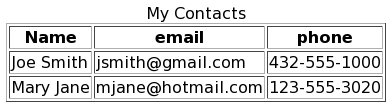 My Contacts
Name email phone
Joe Smith jsmith@gmail.com 432-555-1000
Mary Jane mjane@hotmail.com 123-555-3020